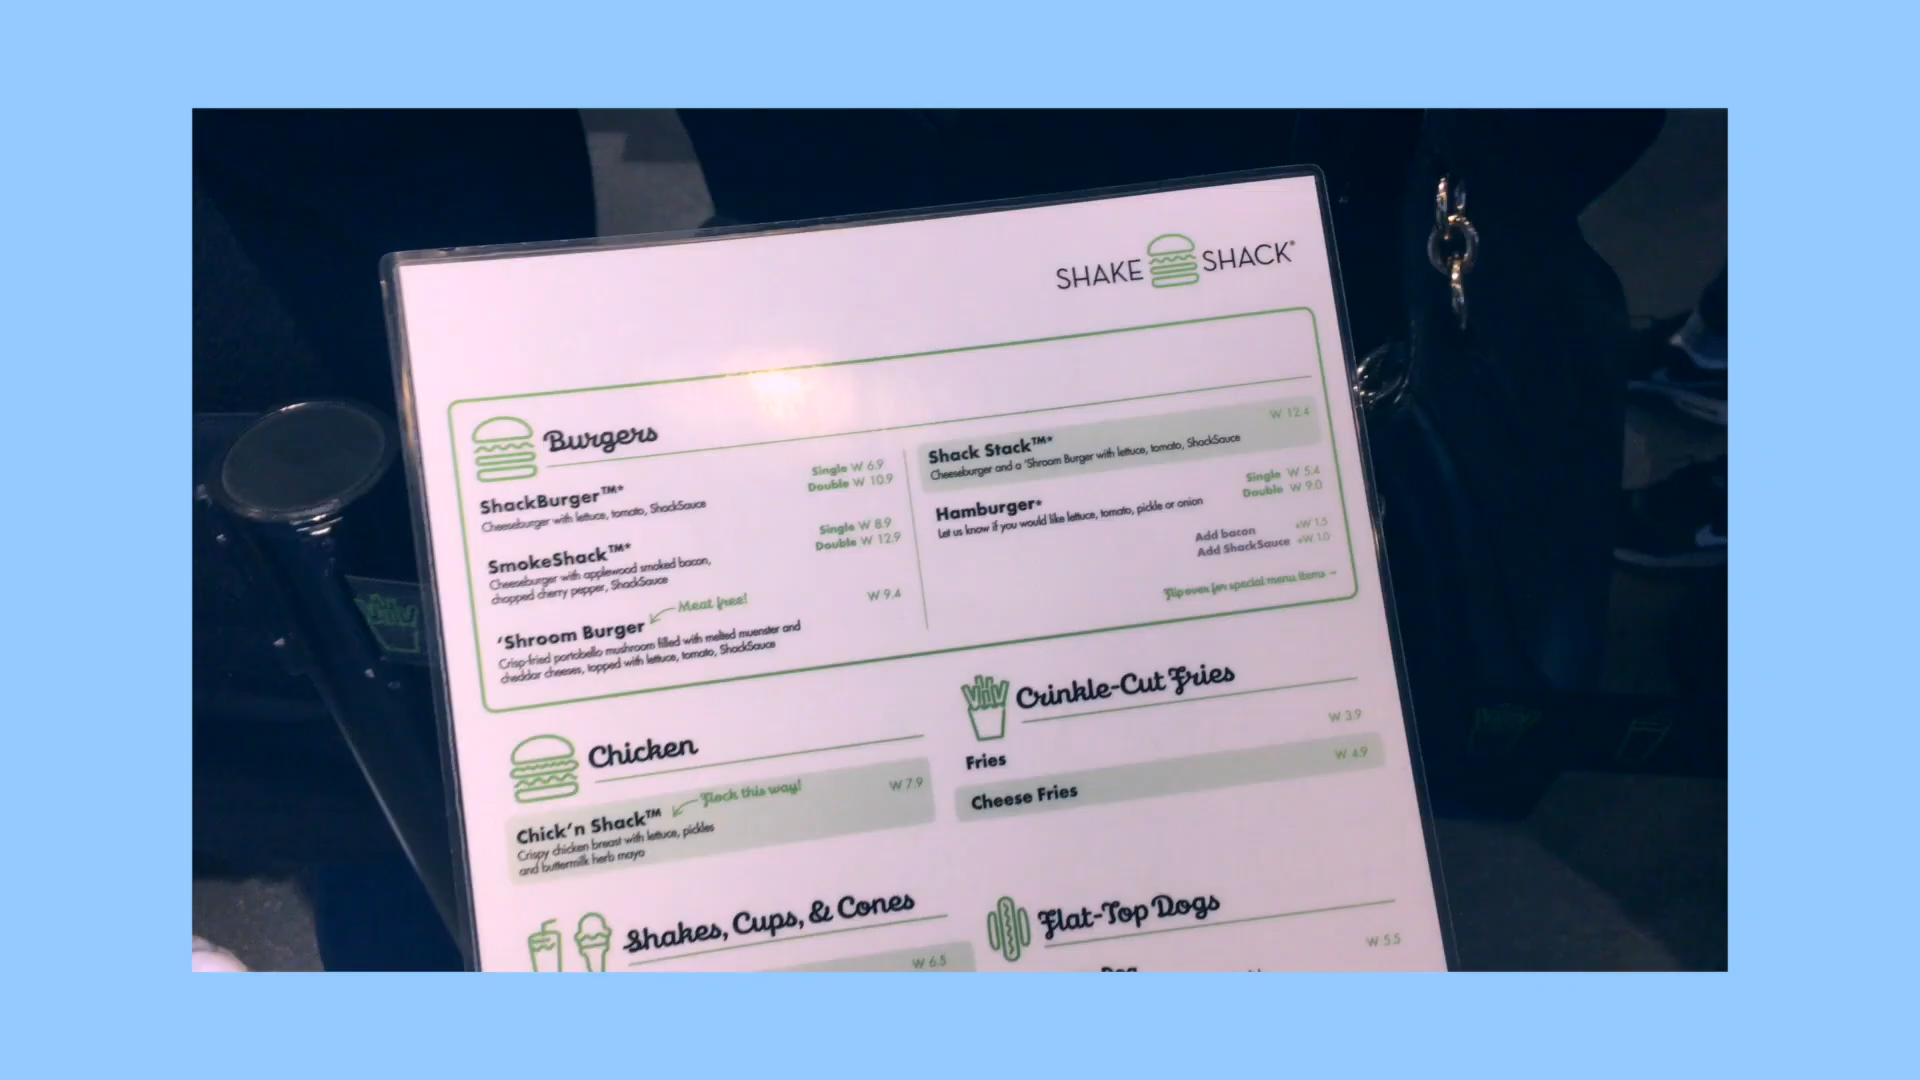 SHAKE SHACK
Burgers
ShackBurger™*
Single W 6.9
Double W 10.9
Cheeseburger with lettuce, tomato, ShackSauce
SmokeShack™*
Single W 8.9
Double W 12.9
Cheeseburger with applewood smoked bacon,
chopped cherry pepper, ShackSauce
'Shroom Burger
Meat free!
W 9.4
Crisp-fried portobello mushroom filled with melted muenster and
cheddar cheeses, topped with lettuce, tomato, ShackSauce
Shack Stack™*
W 12.4
Cheeseburger and a 'Shroom Burger with lettuce, tomato, ShackSauce
Hamburger*
Single W 5.4
Double W 9.0
Let us know if you would like lettuce, tomato, pickle or onion
Add bacon +W 1.5
Add ShackSauce +W 1.0
Flip over for special menu items
Chicken
Chick'n Shack™
Flock this way!
W 7.9
Crispy chicken breast with lettuce, pickles
and buttermilk herb mayo
Crinkle-Cut Fries
Fries
W 3.9
Cheese Fries
W 4.9
Shakes, Cups, & Cones
W 6.5
Flat-Top Dogs
W 5.5
Dog